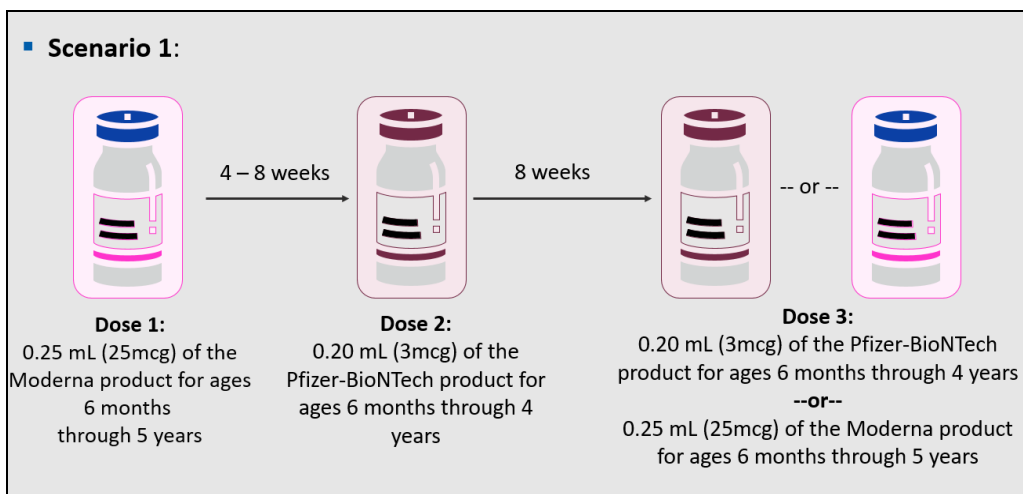 ▪ Scenario 1:
4 – 8 weeks
8 weeks
-- or --
Dose 1:
0.25 mL (25mcg) of the
Moderna product for ages
6 months
through 5 years
Dose 2:
0.20 mL (3mcg) of the
Pfizer-BioNTech product for
ages 6 months through 4
years
Dose 3:
0.20 mL (3mcg) of the Pfizer-BioNTech
product for ages 6 months through 4 years
--or--
0.25 mL (25mcg) of the Moderna product
for ages 6 months through 5 years